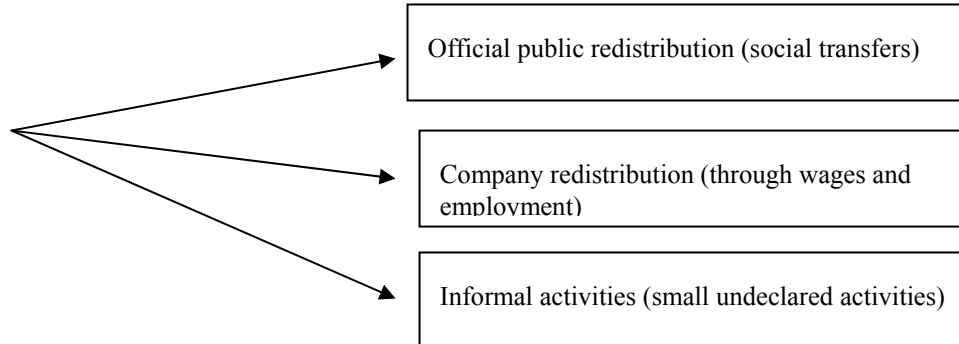 Official public redistribution (social transfers)
Company redistribution (through wages and
employment)
Informal activities (small undeclared activities)